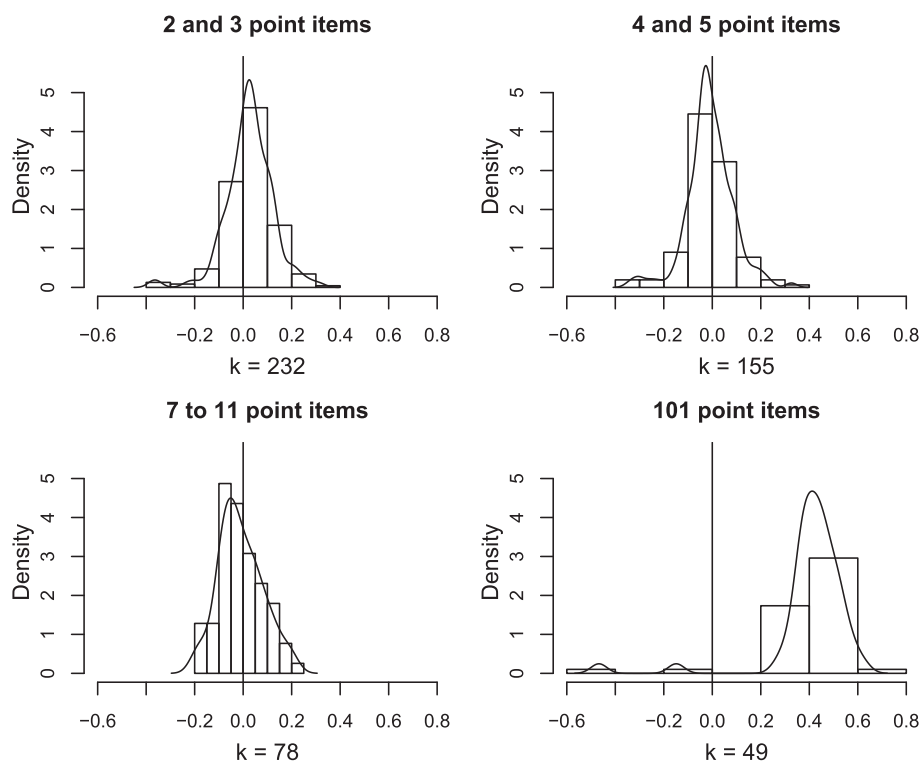 2 and 3 point items
Density
0 1 2 3 4 5
−0.6 −0.2 0.0 0.2 0.4 0.6 0.8
k = 232
4 and 5 point items
Density
0 1 2 3 4 5
−0.6 −0.2 0.0 0.2 0.4 0.6 0.8
k = 155
7 to 11 point items
Density
0 1 2 3 4 5
−0.6 −0.2 0.0 0.2 0.4 0.6 0.8
k = 78
101 point items
Density
0 1 2 3 4 5
−0.6 −0.2 0.0 0.2 0.4 0.6 0.8
k = 49